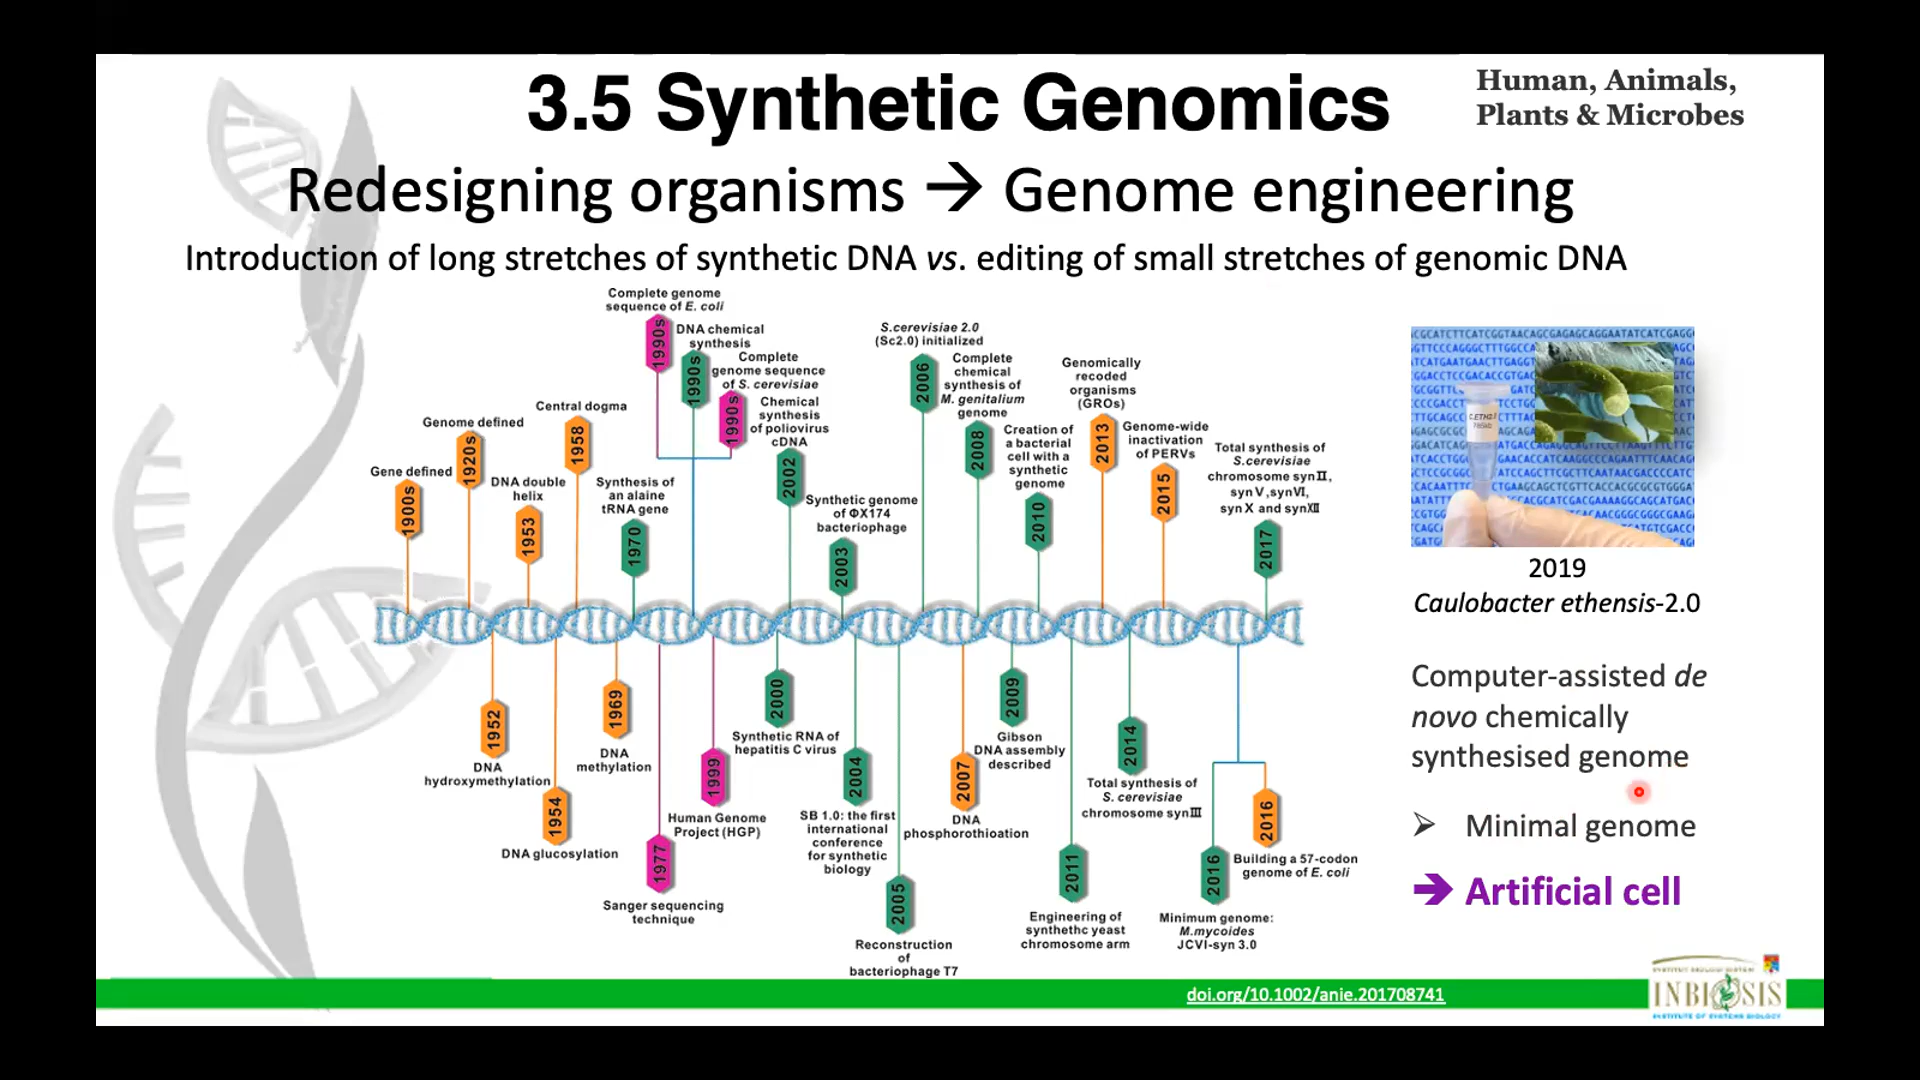 3.5 Synthetic Genomics
Human, Animals,
Plants & Microbes
Redesigning organisms → Genome engineering
Introduction of long stretches of synthetic DNA vs. editing of small stretches of genomic DNA
Gene defined
1900s
Genome defined
1920s
DNA double
helix
1953
Central dogma
1958
Synthesis of
an alaine
tRNA gene
1970
Complete genome
sequence of E. coli
1990s
DNA chemical
synthesis
1990s
Complete
genome sequence
of S. cerevisiae
1990s
Chemical
synthesis
of poliovirus
cDNA
2002
Synthetic genome
of ΦX174
bacteriophage
2003
S.cerevisiae 2.0
(Sc2.0) initialized
2006
Complete
chemical
synthesis of
M. genitalium
genome
2008
Creation of
a bacterial
cell with a
synthetic
genome
2010
Genomically
recoded
organisms
(GROs)
2013
Genome-wide
inactivation
of PERVs
2015
Total synthesis of
S.cerevisiae
chromosome synⅡ,
synⅤ,synⅥ,
synⅩ and synⅫ
2017
1952
DNA
hydroxymethylation
1954
DNA glucosylation
1969
DNA
methylation
1977
Sanger sequencing
technique
1999
Human Genome
Project (HGP)
2000
Synthetic RNA of
hepatitis C virus
2004
SB 1.0: the first
international
conference
for synthetic
biology
2005
Reconstruction
of
bacteriophage T7
2007
DNA
phosphorothioation
2009
Gibson
DNA assembly
described
2011
Engineering of
synthethc yeast
chromosome arm
2014
Total synthesis of
S. cerevisiae
chromosome synⅢ
2016
Minimum genome:
M.mycoides
JCVI-syn 3.0
2016
Building a 57-codon
genome of E. coli
2019
Caulobacter ethensis-2.0
Computer-assisted de
novo chemically
synthesised genome
➢ Minimal genome
➔ Artificial cell
doi.org/10.1002/anie.201708741
INBIOSIS
INSTITUTE OF SYSTEMS BIOLOGY